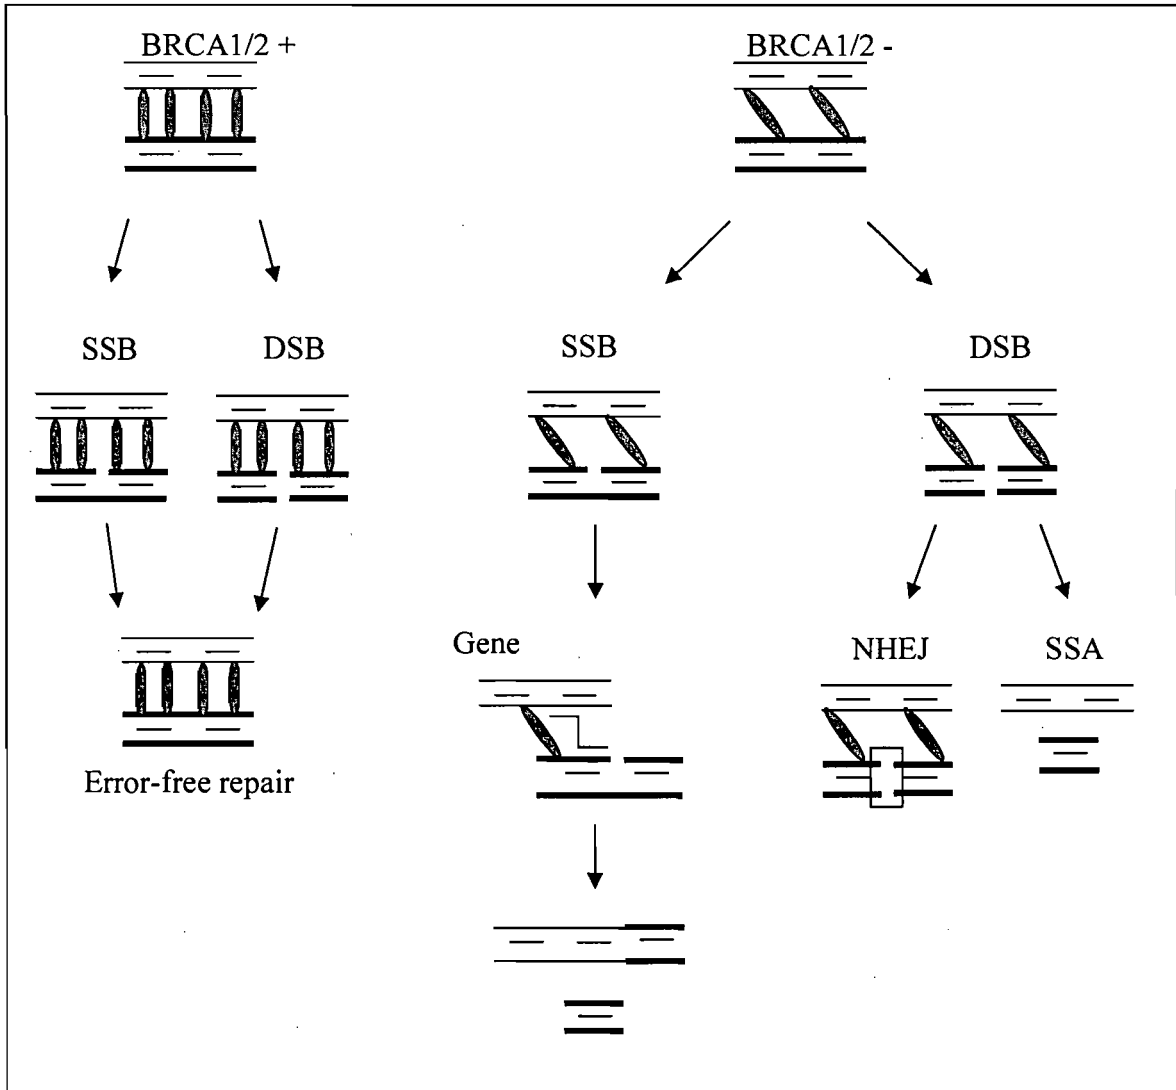 BRCA1/2 +
BRCA1/2 -
SSB
DSB
SSB
DSB
Gene
NHEJ
SSA
Error-free repair